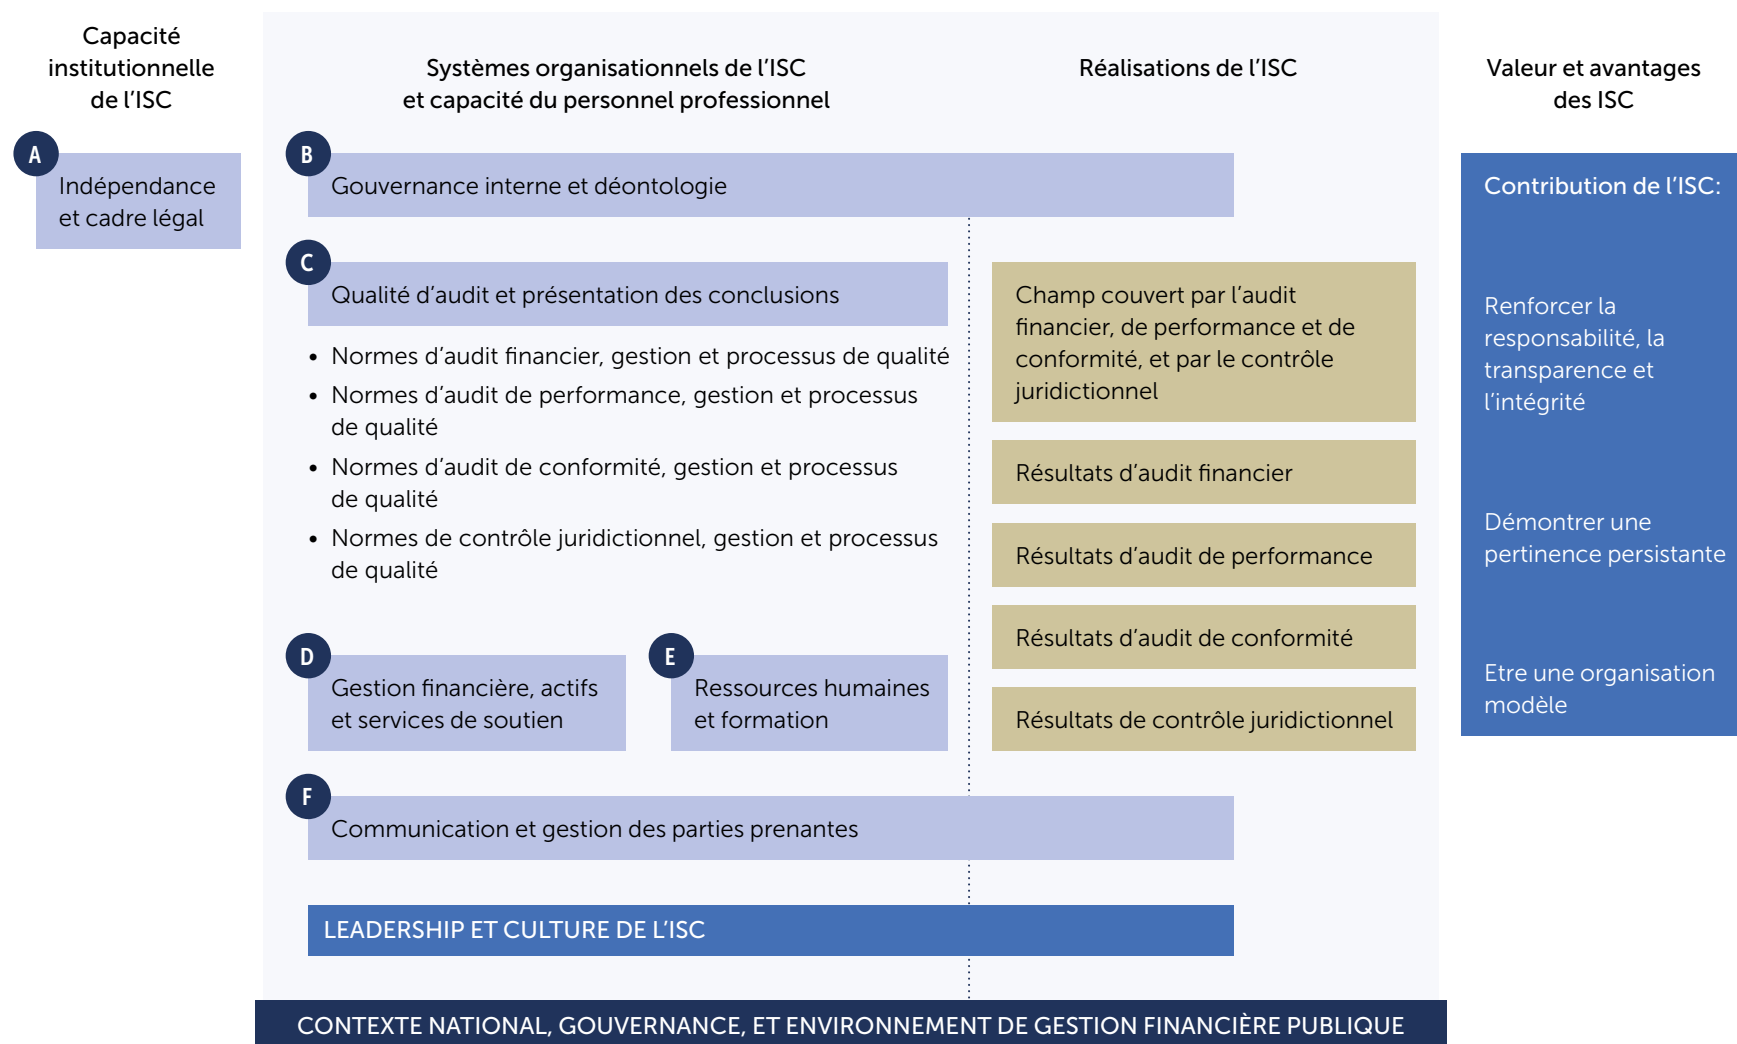 Capacité
institutionnelle
de l’ISC
Systèmes organisationnels de l’ISC
et capacité du personnel professionnel
Réalisations de l’ISC
Valeur et avantages
des ISC
A
Indépendance
et cadre légal
B
Gouvernance interne et déontologie
C
Qualité d’audit et présentation des conclusions
• Normes d’audit financier, gestion et processus de qualité
• Normes d’audit de performance, gestion et processus
de qualité
• Normes d’audit de conformité, gestion et processus
de qualité
• Normes de contrôle juridictionnel, gestion et processus
de qualité
D
Gestion financière, actifs
et services de soutien
E
Ressources humaines
et formation
Champ couvert par l’audit
financier, de performance et de
conformité, et par le contrôle
juridictionnel
Résultats d’audit financier
Résultats d’audit de performance
Résultats d’audit de conformité
Résultats de contrôle juridictionnel
F
Communication et gestion des parties prenantes
LEADERSHIP ET CULTURE DE L’ISC
Contribution de l’ISC:
Renforcer la
responsabilité, la
transparence et
l’intégrité
Démontrer une
pertinence persistante
Etre une organisation
modèle
CONTEXTE NATIONAL, GOUVERNANCE, ET ENVIRONNEMENT DE GESTION FINANCIÈRE PUBLIQUE